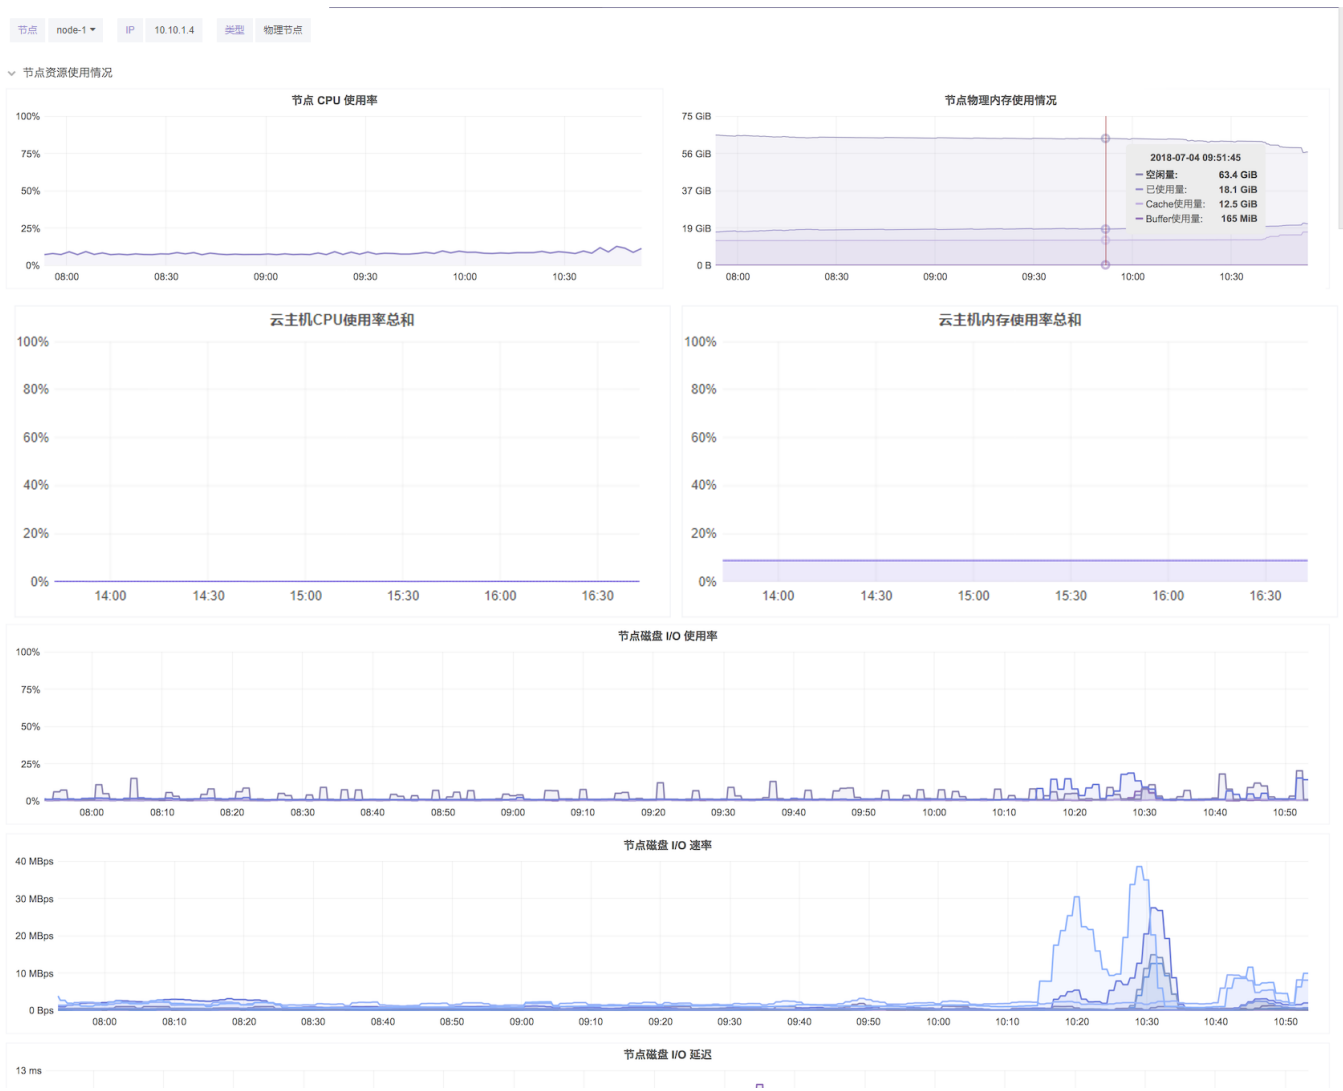 节点 node-1 IP 10.10.1.4 类型 物理节点
节点资源使用情况
节点 CPU 使用率
100%
75%
50%
25%
0%
08:00 08:30 09:00 09:30 10:00 10:30
节点物理内存使用情况
75 GiB
56 GiB
37 GiB
19 GiB
0 B
08:00 08:30 09:00 09:30 10:00 10:30
2018-07-04 09:51:45
空闲量: 63.4 GiB
已使用量: 18.1 GiB
Cache使用量: 12.5 GiB
Buffer使用量: 165 MiB
云主机CPU使用率总和
100%
80%
60%
40%
20%
0%
14:00 14:30 15:00 15:30 16:00 16:30
云主机内存使用率总和
100%
80%
60%
40%
20%
0%
14:00 14:30 15:00 15:30 16:00 16:30
节点磁盘 I/O 使用率
100%
75%
50%
25%
0%
08:00 08:10 08:20 08:30 08:40 08:50 09:00 09:10 09:20 09:30 09:40 09:50 10:00 10:10 10:20 10:30 10:40 10:50
节点磁盘 I/O 速率
40 MBps
30 MBps
20 MBps
10 MBps
0 Bps
08:00 08:10 08:20 08:30 08:40 08:50 09:00 09:10 09:20 09:30 09:40 09:50 10:00 10:10 10:20 10:30 10:40 10:50
节点磁盘 I/O 延迟
13 ms